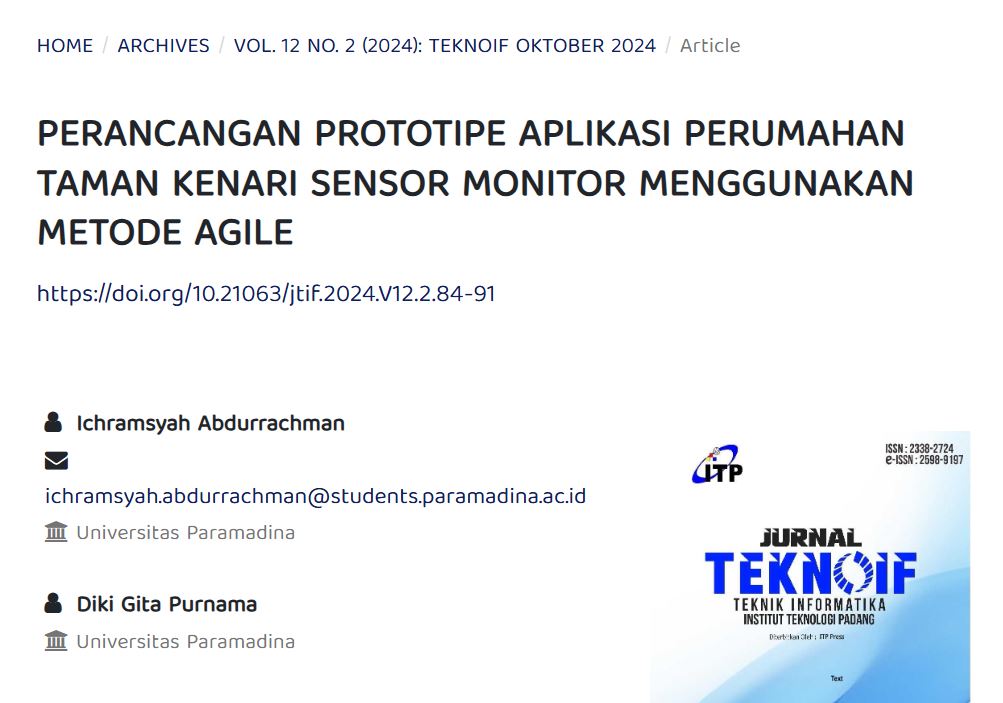 HOME / ARCHIVES / VOL. 12 NO. 2 (2024): TEKNOIF OKTOBER 2024 / Article
PERANCANGAN PROTOTIPE APLIKASI PERUMAHAN
TAMAN KENARI SENSOR MONITOR MENGGUNAKAN
METODE AGILE
https://doi.org/10.21063/jtif.2024.V12.2.84-91
Ichramsyah Abdurrachman
ichramsyah.abdurrachman@students.paramadina.ac.id
Universitas Paramadina
Diki Gita Purnama
Universitas Paramadina
ITP
ISSN : 2338-2724
e-ISSN : 2598-9197
JURNAL
TEKNOIF
TEKNIK INFORMATIKA
INSTITUT TEKNOLOGI PADANG
Diterbitkan Oleh : ITP Press
Text